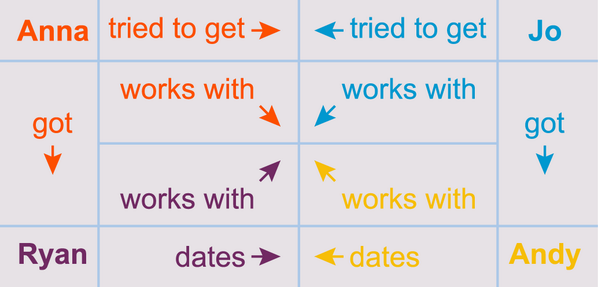 Anna tried to get tried to get Jo
works with works with
got got
works with works with
Ryan dates dates Andy